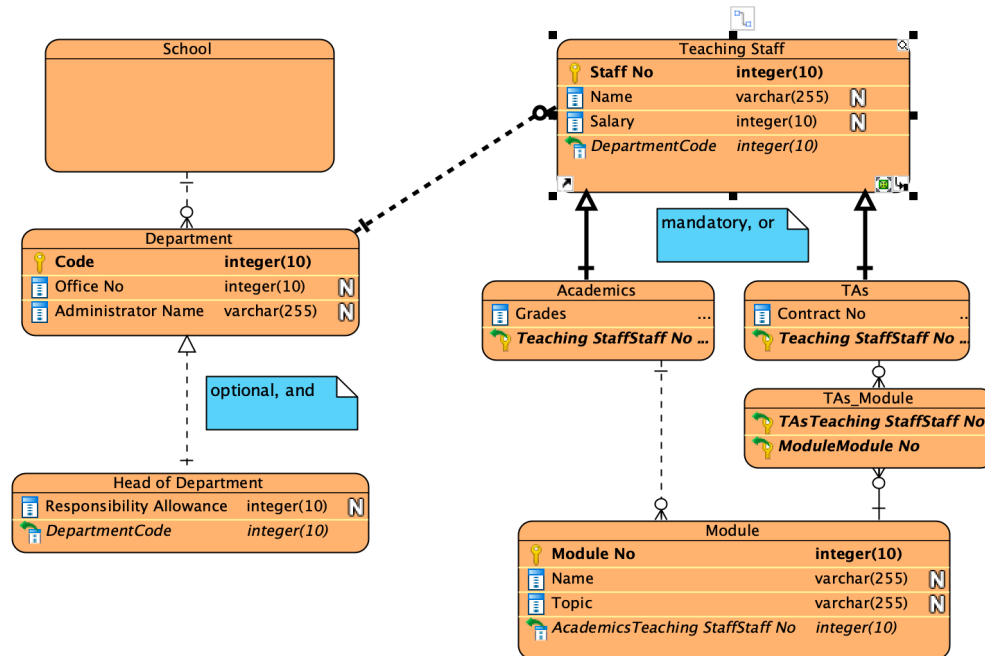 School
Teaching Staff
Staff No integer(10)
Name varchar(255) N
Salary integer(10) N
DepartmentCode integer(10)
mandatory, or
Department
Code integer(10)
Office No integer(10) N
Administrator Name varchar(255) N
Academics
Grades ...
Teaching StaffStaff No ...
TAs
Contract No ..
Teaching StaffStaff No ...
optional, and
TAs_Module
TAsTeaching StaffStaff No
ModuleModule No
Head of Department
Responsibility Allowance integer(10) N
DepartmentCode integer(10)
Module
Module No integer(10)
Name varchar(255) N
Topic varchar(255) N
AcademicsTeaching StaffStaff No integer(10)